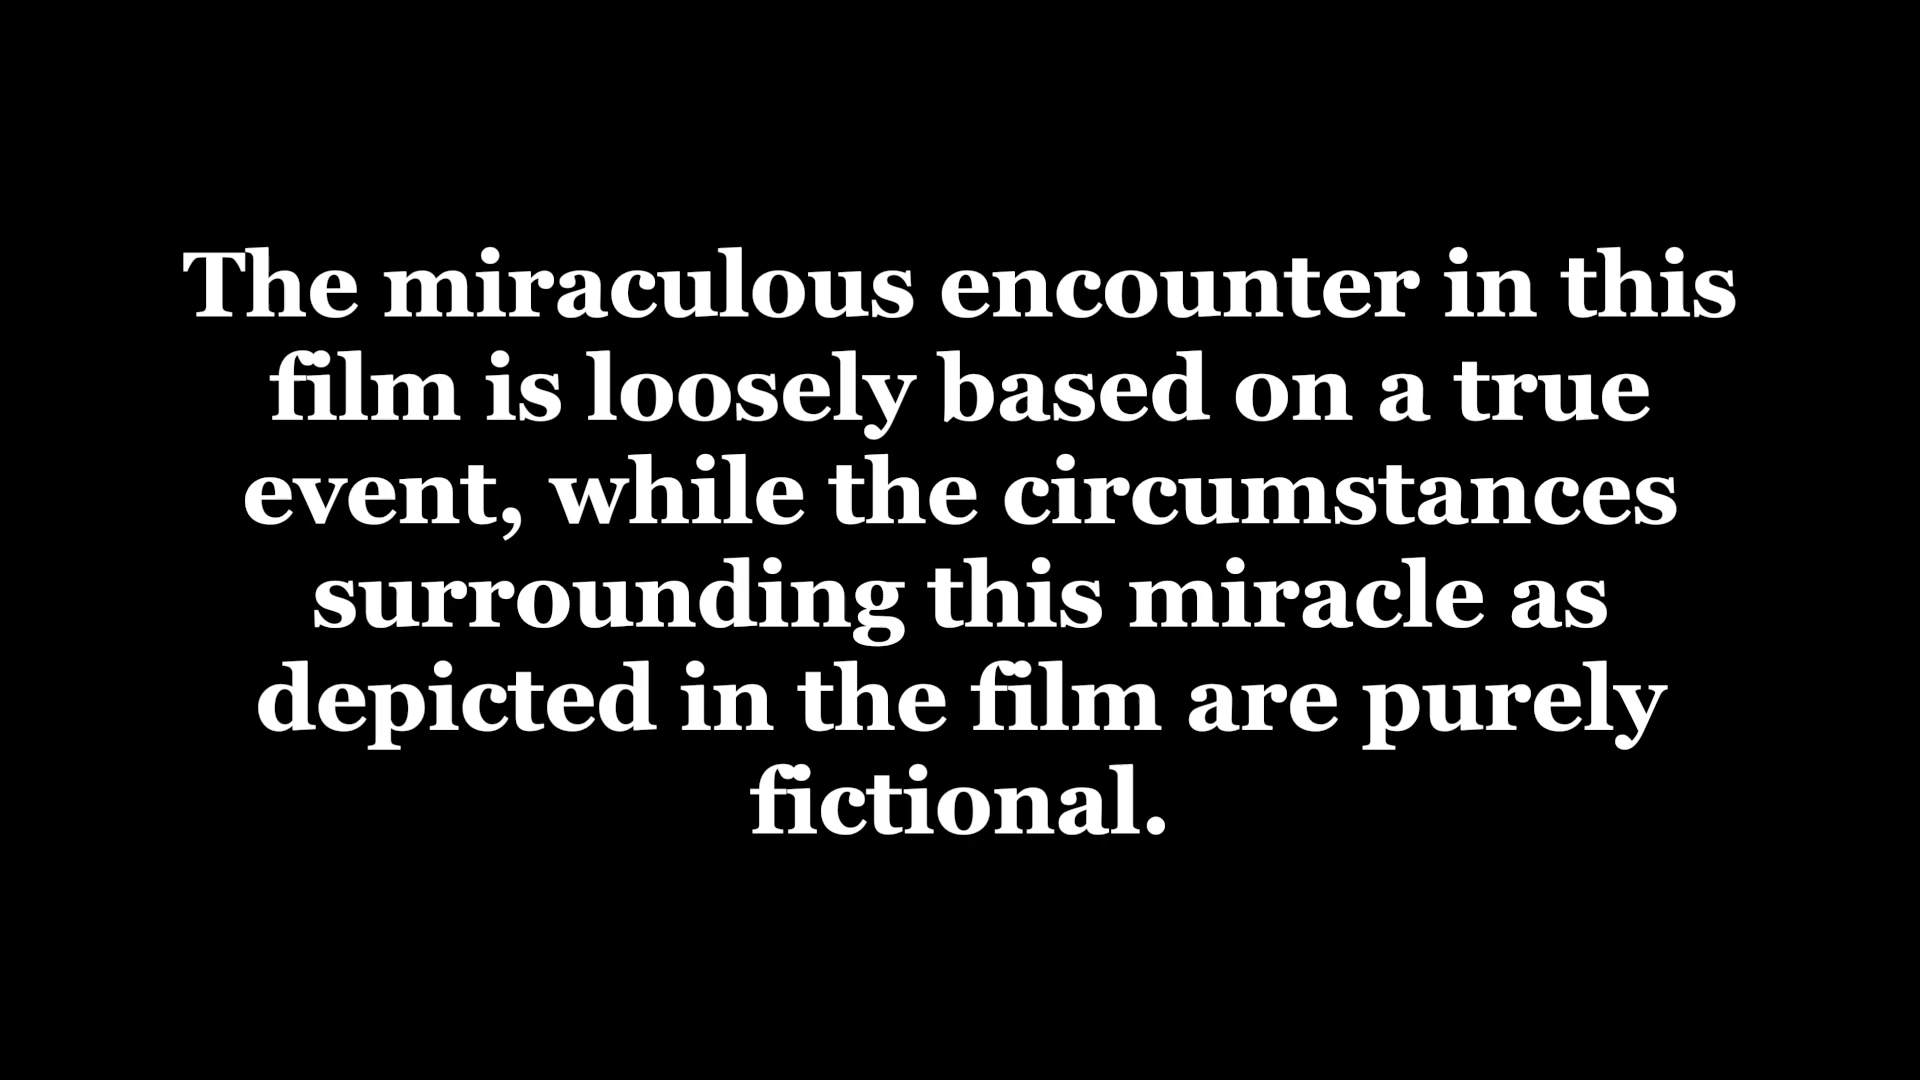 The miraculous encounter in this
film is loosely based on a true
event, while the circumstances
surrounding this miracle as
depicted in the film are purely
fictional.